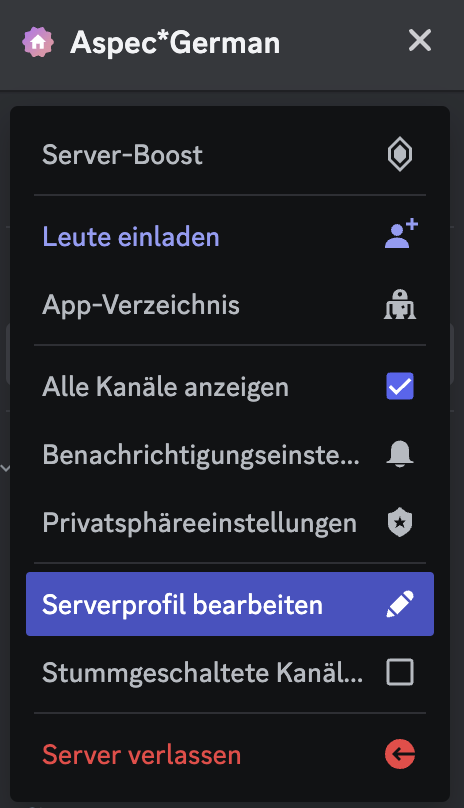 Aspec*German
Server-Boost
Leute einladen
App-Verzeichnis
Alle Kanäle anzeigen
Benachrichtigungseinste...
Privatsphäreeinstellungen
Serverprofil bearbeiten
Stummgeschaltete Kanäl...
Server verlassen